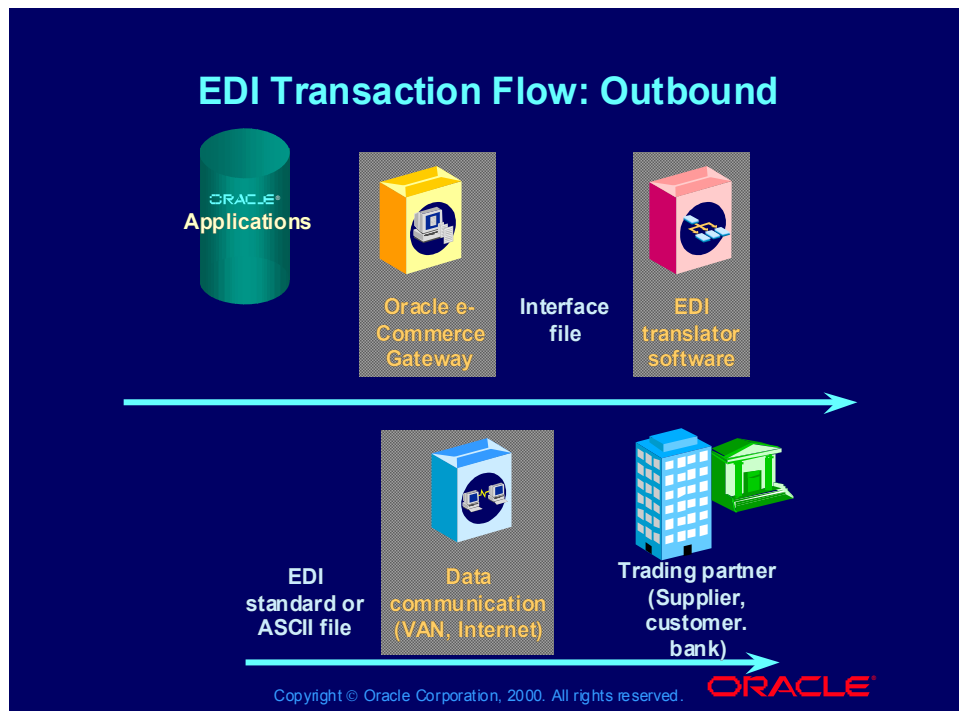 EDI Transaction Flow: Outbound
ORACLE®
Applications
Oracle e-
Commerce
Gateway
Interface
file
EDI
translator
software
EDI
standard or
ASCII file
Data
communication
(VAN, Internet)
Trading partner
(Supplier,
customer.
bank)
Copyright © Oracle Corporation, 2000. All rights reserved.
ORACLE®